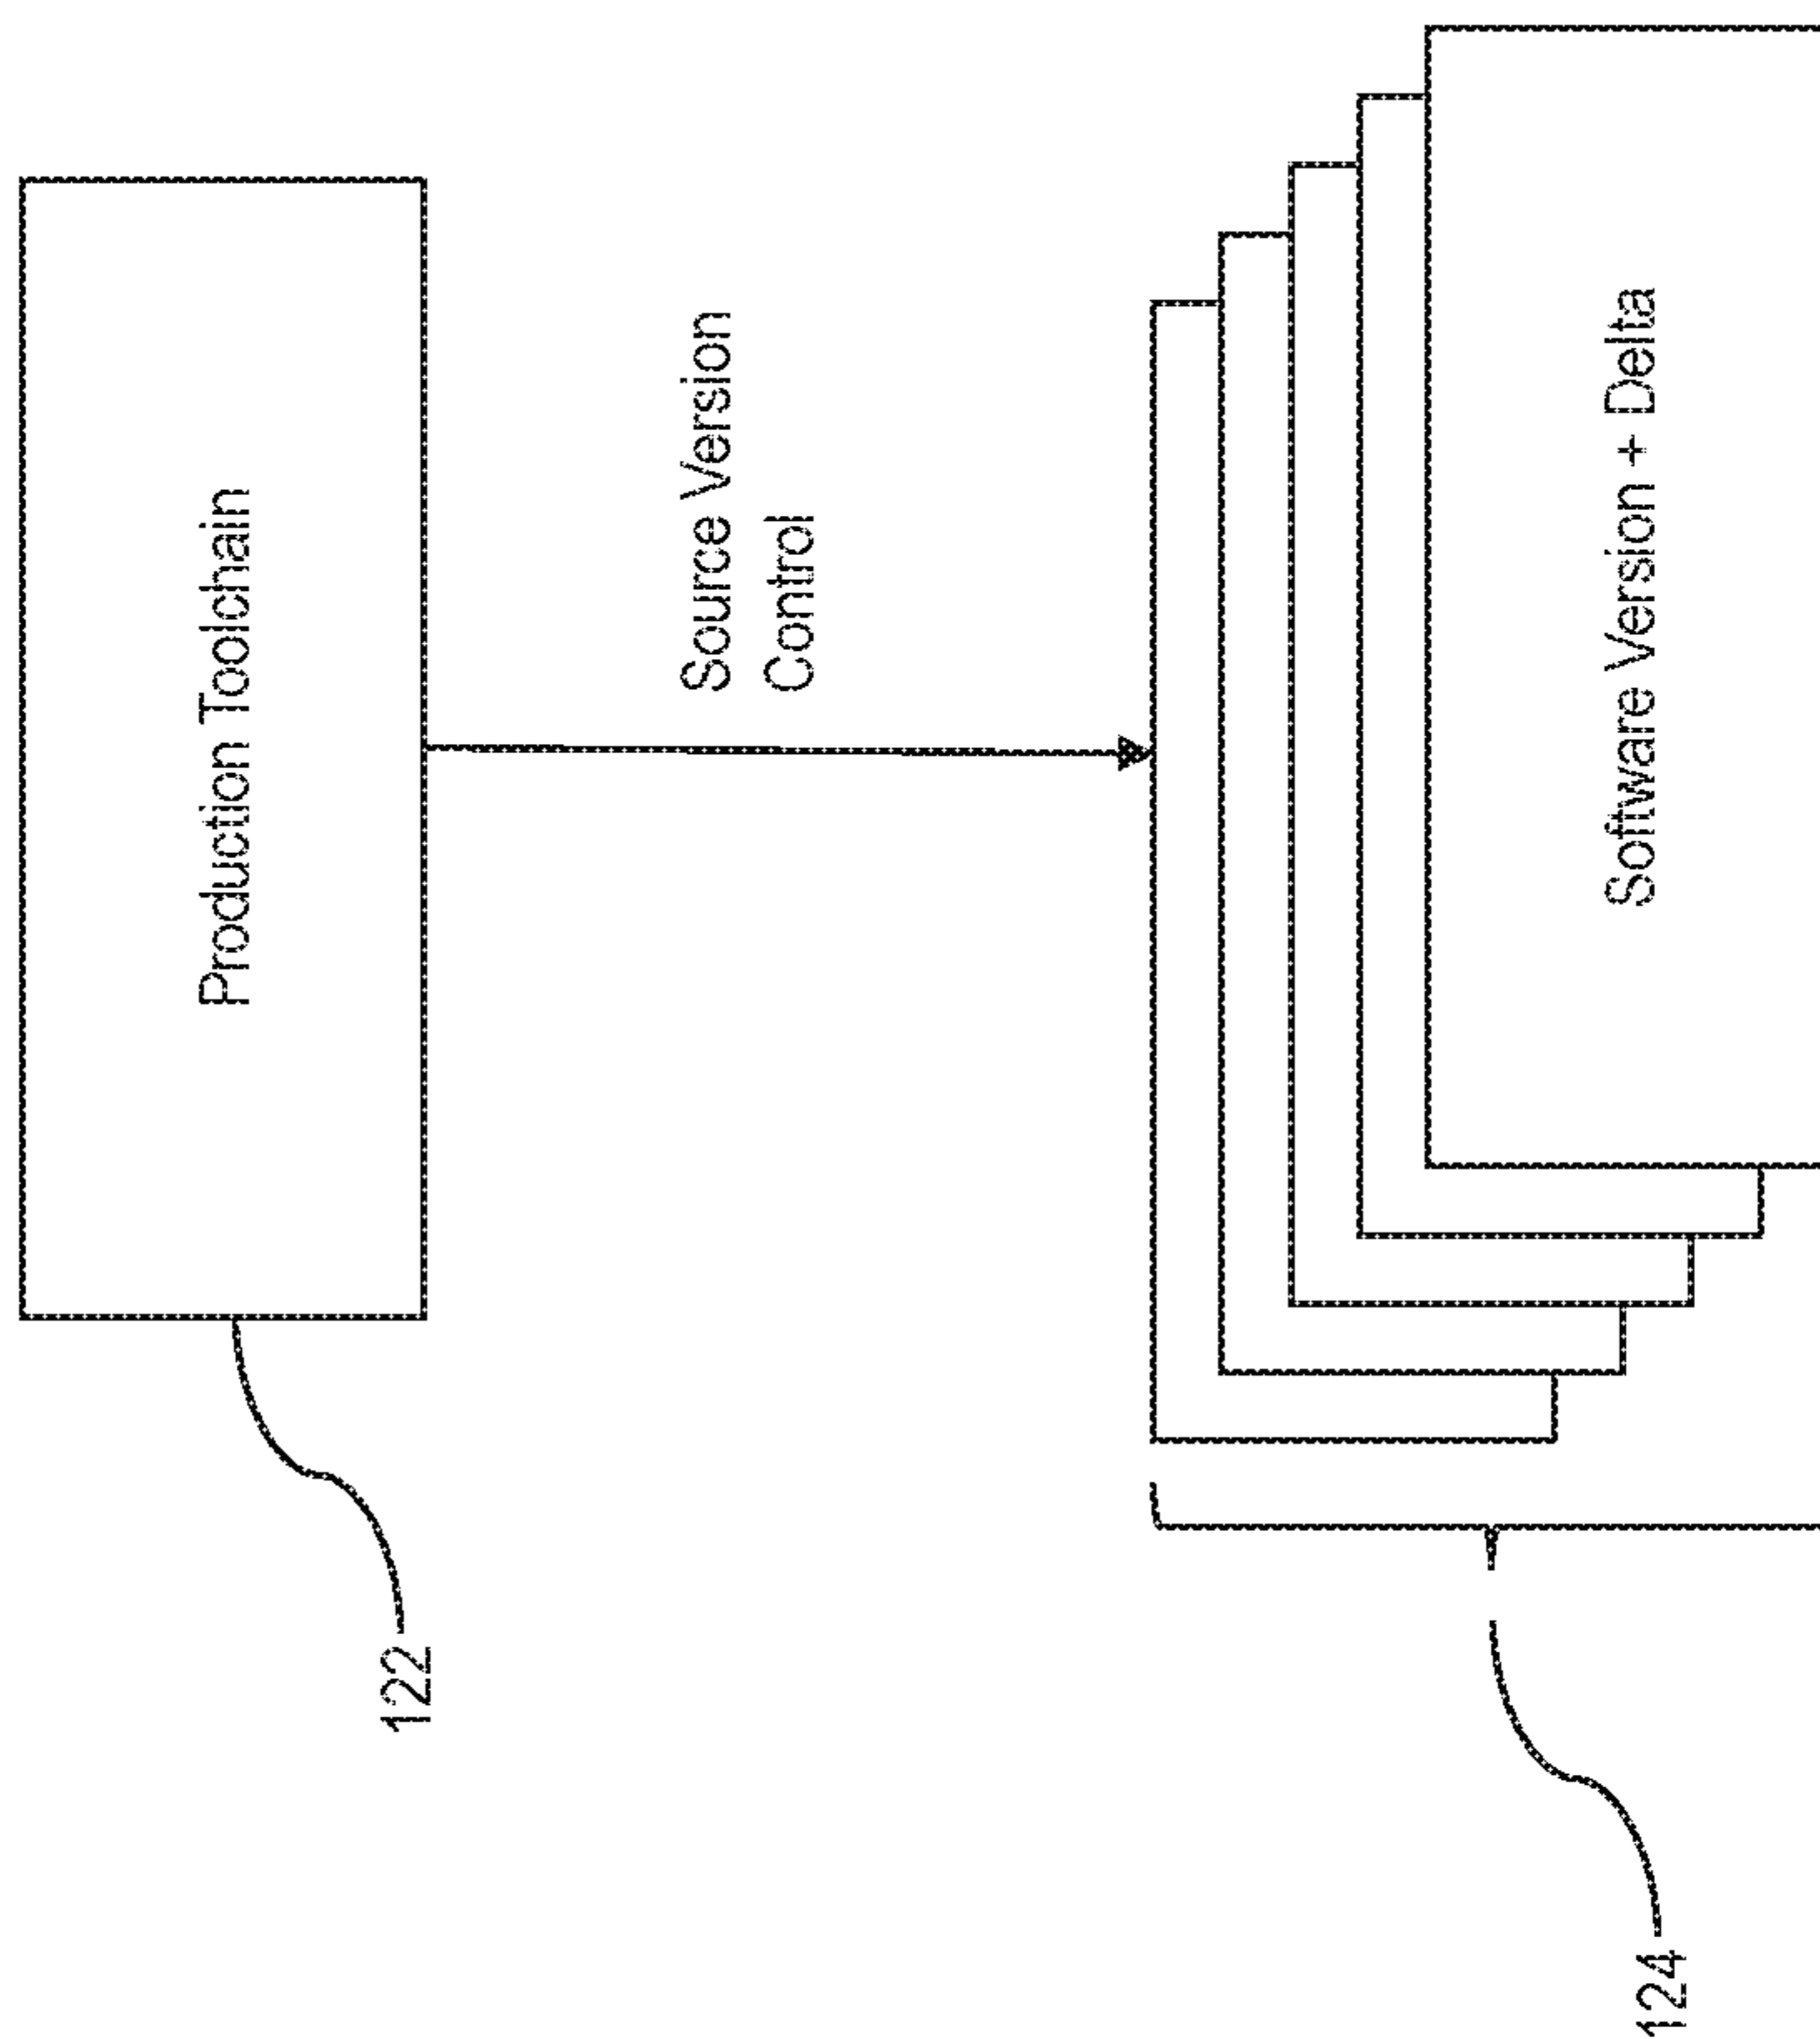 Production Toolchain
122
Source Version
Control
Software Version + Delta
124